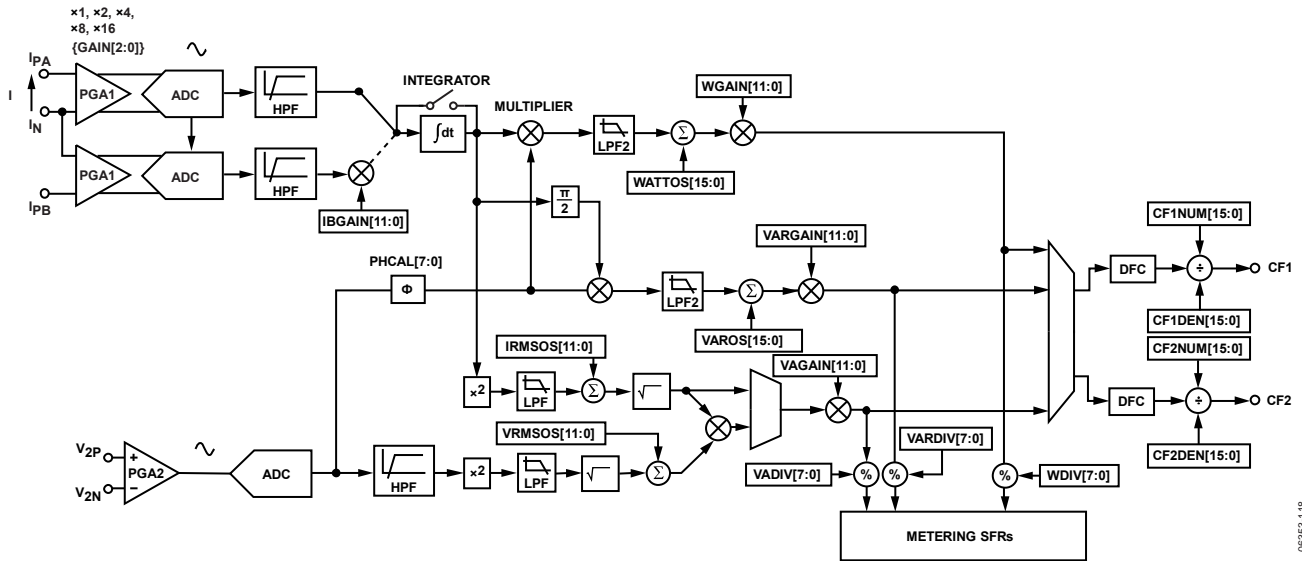 ×1, ×2, ×4,
×8, ×16
{GAIN[2:0]}
I
IPA
IN
IPB
PGA1
ADC
HPF
PGA1
ADC
HPF
IBGAIN[11:0]
INTEGRATOR
∫dt
MULTIPLIER
LPF2
Σ
WATTOS[15:0]
WGAIN[11:0]
π
2
PHCAL[7:0]
Φ
LPF2
Σ
VAROS[15:0]
VARGAIN[11:0]
IRMSOS[11:0]
×2
LPF
Σ
√
VAGAIN[11:0]
VRMSOS[11:0]
V2P
V2N
+
−
PGA2
ADC
HPF
×2
LPF
√
Σ
VADIV[7:0]
%
%
VARDIV[7:0]
%
WDIV[7:0]
METERING SFRs
CF1NUM[15:0]
DFC
÷
CF1
CF1DEN[15:0]
CF2NUM[15:0]
DFC
÷
CF2
CF2DEN[15:0]